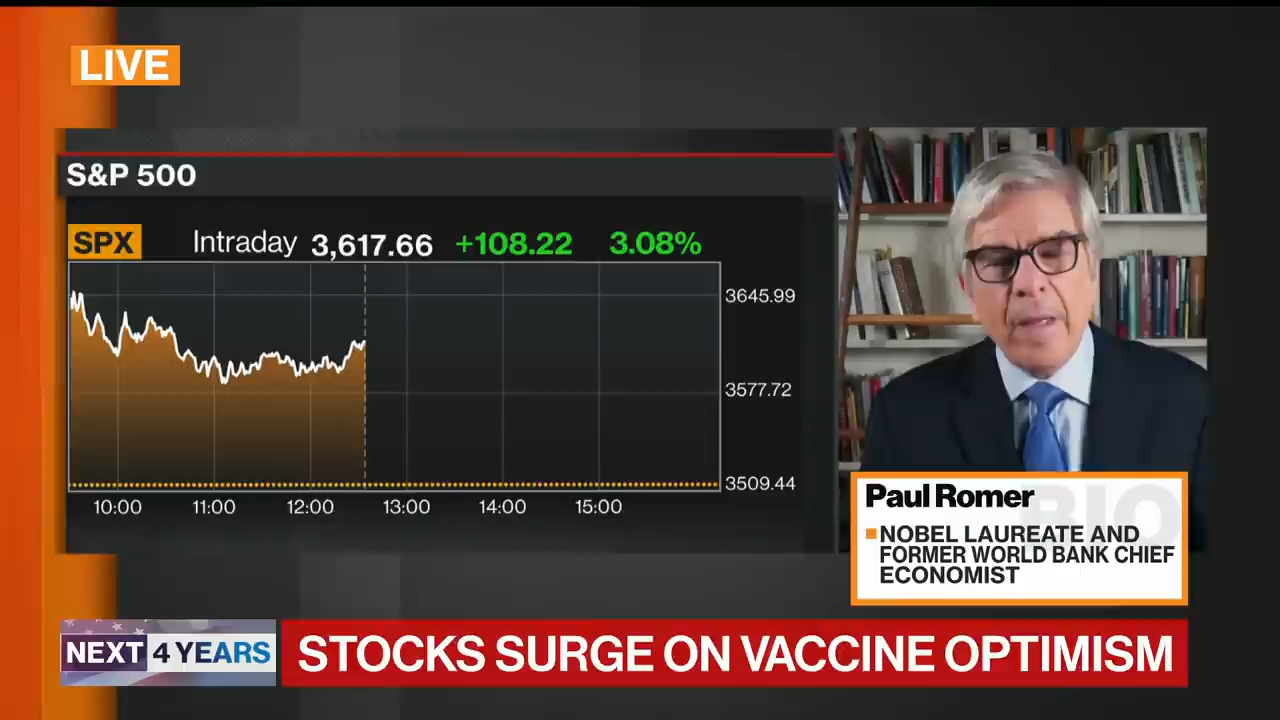 LIVE
S&P 500
SPX Intraday 3,617.66 +108.22 3.08%
3645.99
3577.72
3509.44
10:00 11:00 12:00 13:00 14:00 15:00
Paul Romer
BIO
NOBEL LAUREATE AND
FORMER WORLD BANK CHIEF
ECONOMIST
NEXT 4 YEARS
STOCKS SURGE ON VACCINE OPTIMISM